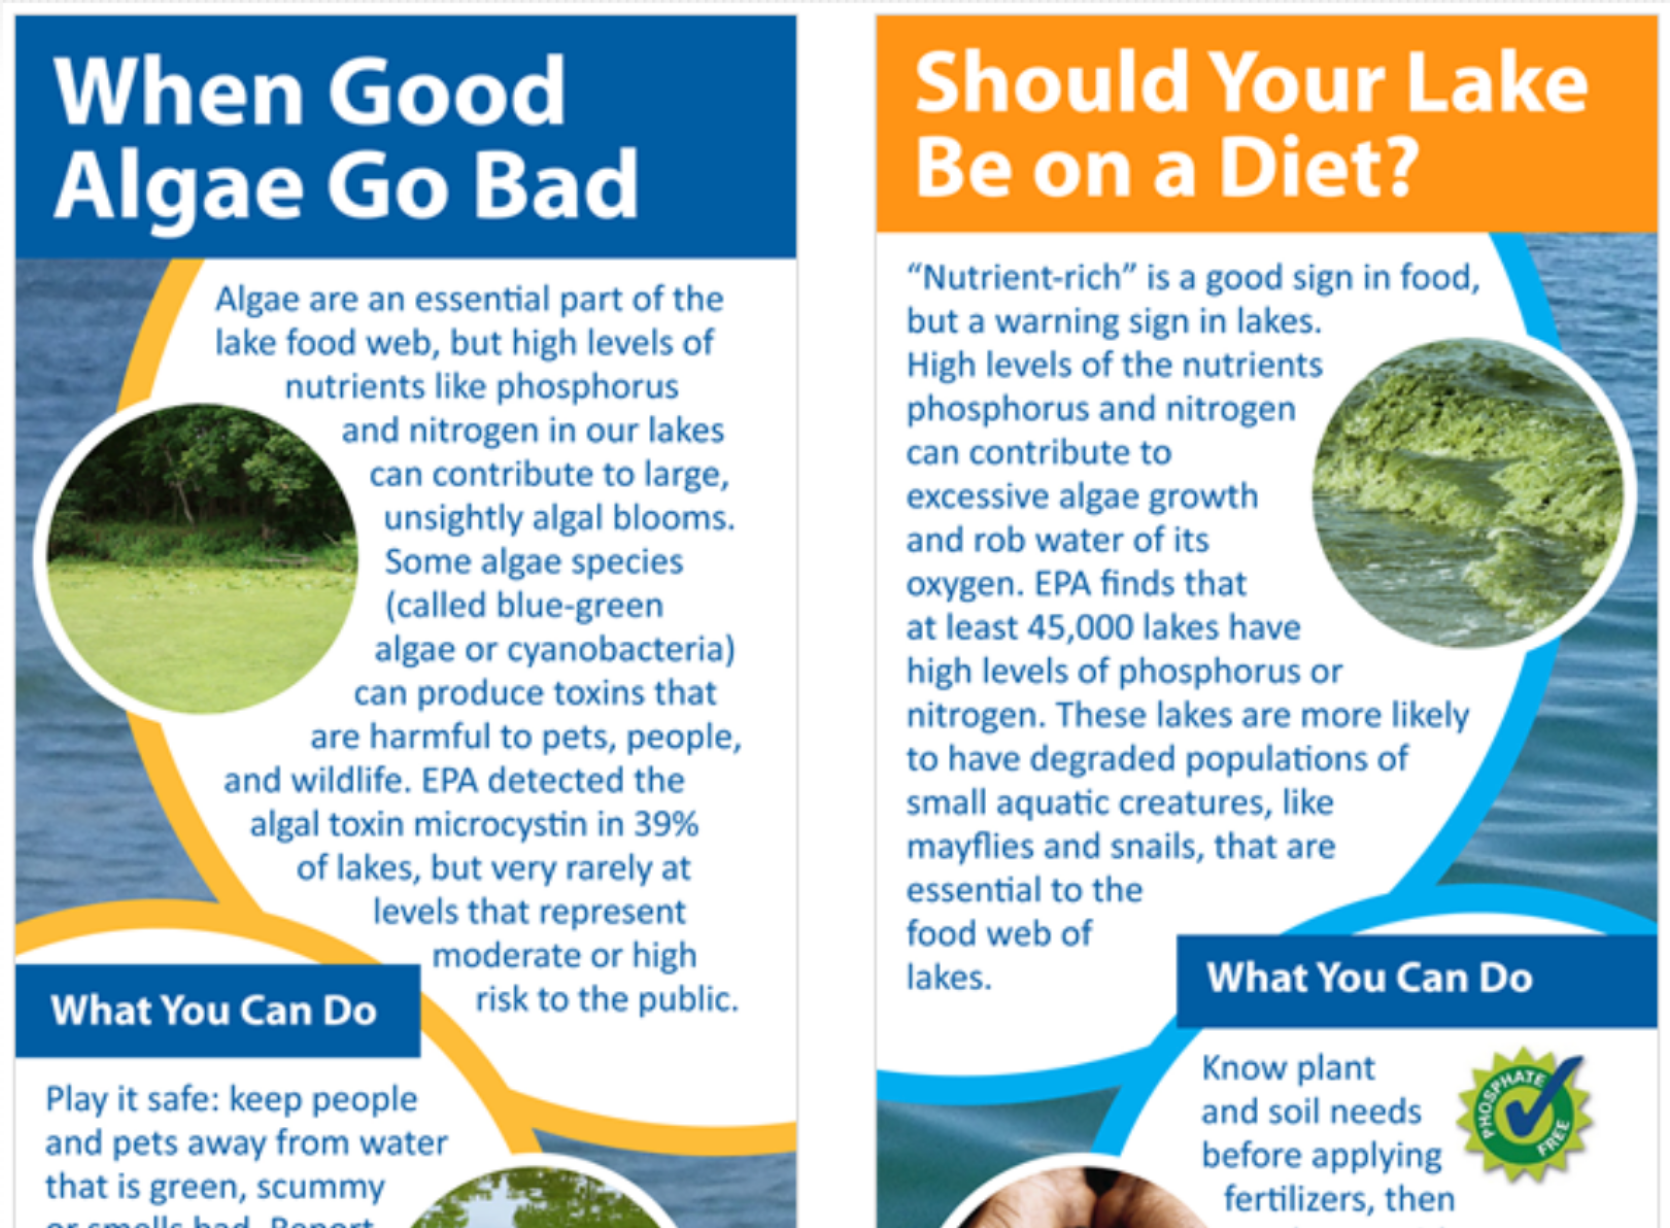 When Good
Algae Go Bad
Algae are an essential part of the
lake food web, but high levels of
nutrients like phosphorus
and nitrogen in our lakes
can contribute to large,
unsightly algal blooms.
Some algae species
(called blue-green
algae or cyanobacteria)
can produce toxins that
are harmful to pets, people,
and wildlife. EPA detected the
algal toxin microcystin in 39%
of lakes, but very rarely at
levels that represent
moderate or high
risk to the public.
What You Can Do
Play it safe: keep people
and pets away from water
that is green, scummy
or smells bad. Report
Should Your Lake
Be on a Diet?
“Nutrient-rich” is a good sign in food,
but a warning sign in lakes.
High levels of the nutrients
phosphorus and nitrogen
can contribute to
excessive algae growth
and rob water of its
oxygen. EPA finds that
at least 45,000 lakes have
high levels of phosphorus or
nitrogen. These lakes are more likely
to have degraded populations of
small aquatic creatures, like
mayflies and snails, that are
essential to the
food web of
lakes.
What You Can Do
Know plant
and soil needs
before applying
fertilizers, then
PHOSPHATE
FREE